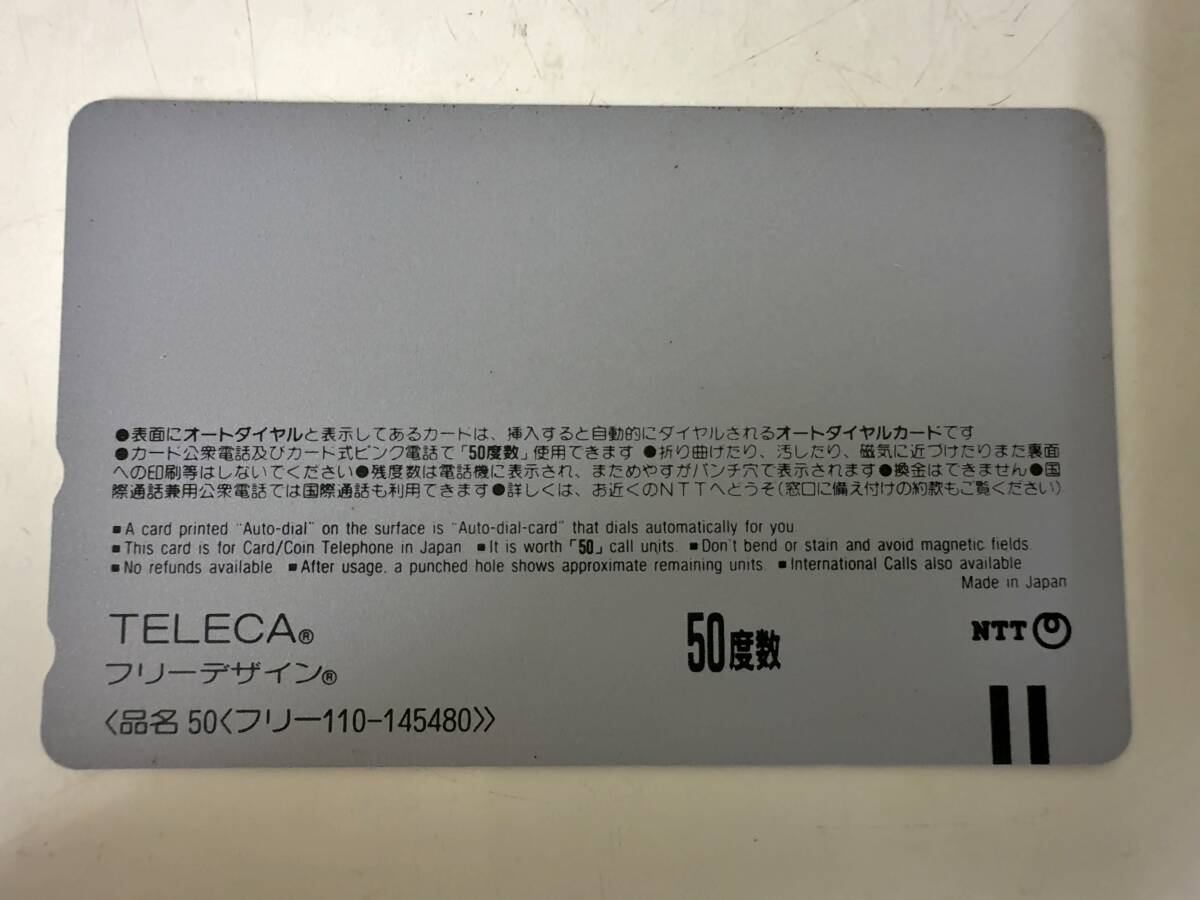 ●表面にオートダイヤルと表示してあるカードは、挿入すると自動的にダイヤルされるオートダイヤルカードです
●カード公衆電話及びカード式ピンク電話で「50度数」使用できます ●折り曲げたり、汚したり、磁気に近づけたりまた裏面
への印刷等はしないでください●残度数は電話機に表示され、まためやすがパンチ穴で表示されます●換金はできません●国
際通話兼用公衆電話では国際通話も利用できます●詳しくは、お近くのNTTへどうぞ(窓口に備え付けの約款もご覧ください)
■A card printed "Auto-dial" on the surface is "Auto-dial-card" that dials automatically for you.
■This card is for Card/Coin Telephone in Japan. ■It is worth「50」call units. ■Don't bend or stain and avoid magnetic fields.
■No refunds available. ■After usage, a punched hole shows approximate remaining units. ■International Calls also available.
Made in Japan
TELECA®
50度数
NTT
フリーデザイン®
〈品名 50〈フリー110-145480〉〉